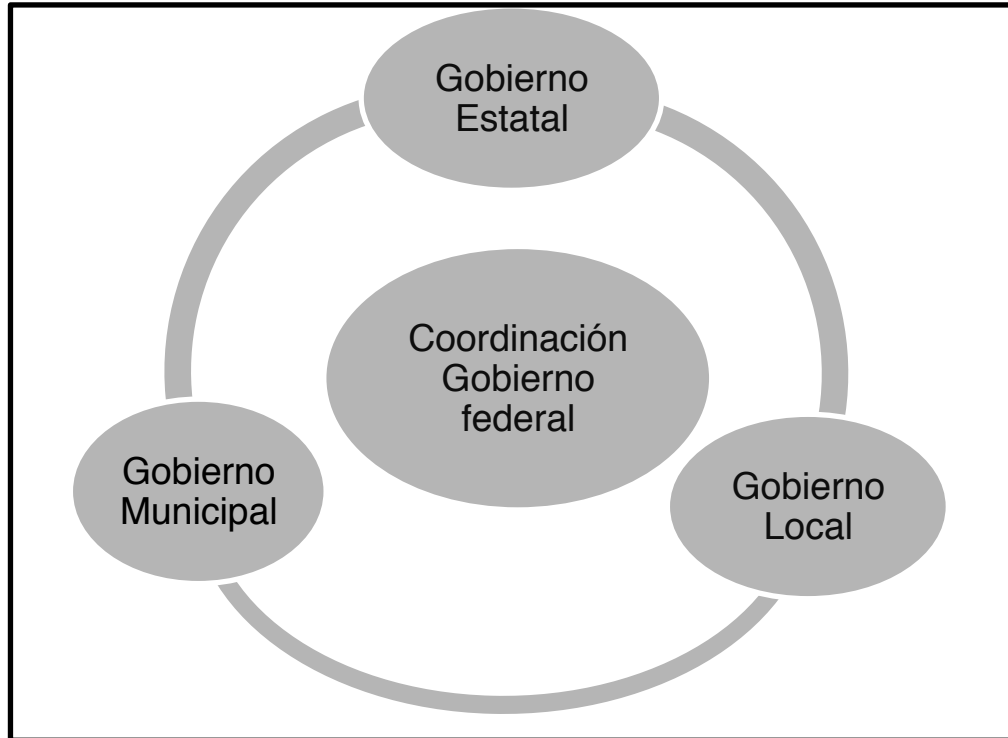 Gobierno
Estatal
Coordinación
Gobierno
federal
Gobierno
Municipal
Gobierno
Local